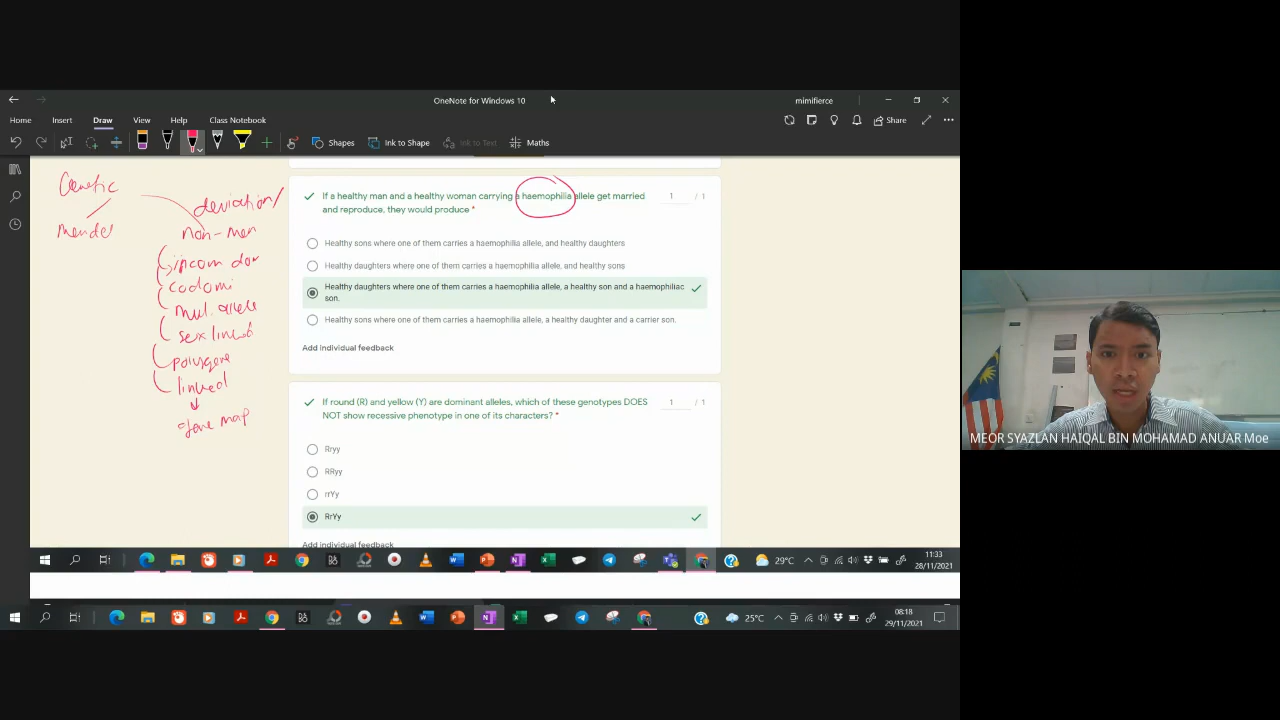 OneNote for Windows 10
mimifierce
Home Insert Draw View Help Class Notebook
Share
Shapes Ink to Shape Ink to Text Maths
Genetic
Mendel
deviation/
non-men
incom dom
codomi
mul. allele
sex linked
polygene
linked
gene map
If a healthy man and a healthy woman carrying a haemophilia allele get married
and reproduce, they would produce *
1 / 1
Healthy sons where one of them carries a haemophilia allele, and healthy daughters
Healthy daughters where one of them carries a haemophilia allele, and healthy sons
Healthy daughters where one of them carries a haemophilia allele, a healthy son and a haemophiliac
son.
Healthy sons where one of them carries a haemophilia allele, a healthy daughter and a carrier son.
Add individual feedback
If round (R) and yellow (Y) are dominant alleles, which of these genotypes DOES
NOT show recessive phenotype in one of its characters? *
1 / 1
Rryy
RRyy
rrYy
RrYy
Add individual feedback
29°C
11:33
28/11/2021
25°C
08:18
29/11/2021
MEOR SYAZLAN HAIQAL BIN MOHAMAD ANUAR Moe